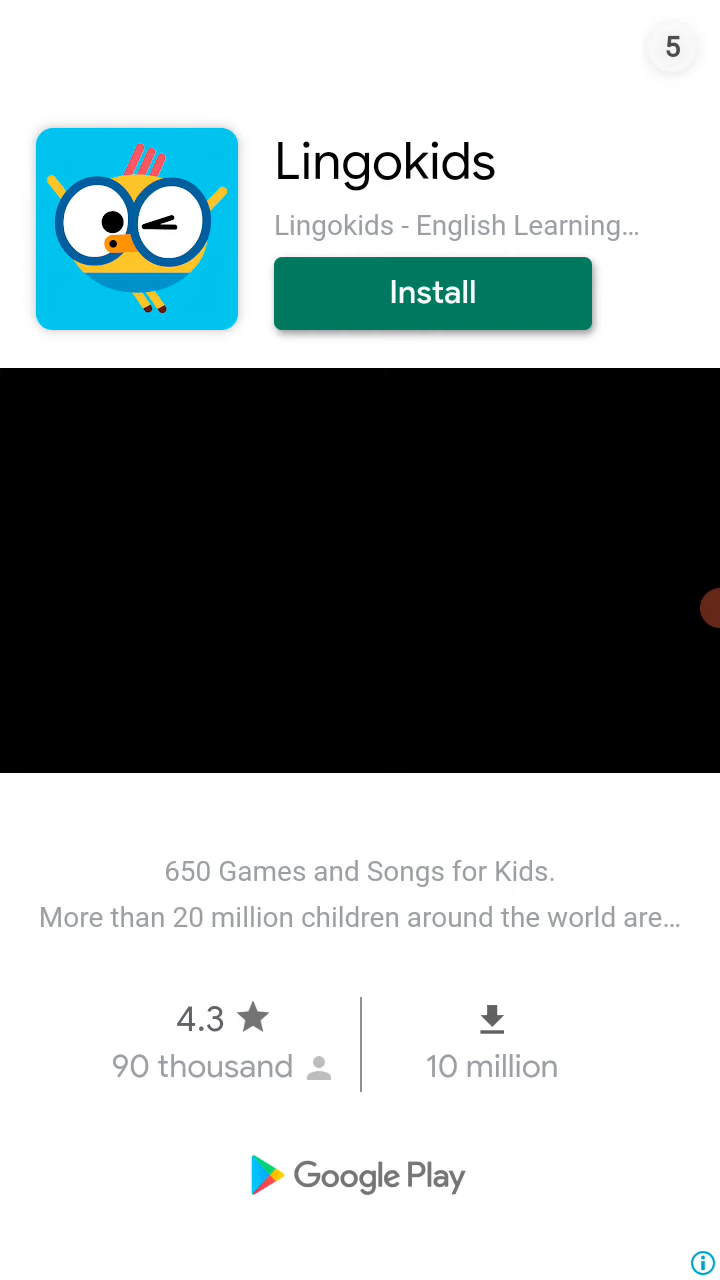 5
Lingokids
Lingokids - English Learning...
Install
650 Games and Songs for Kids.
More than 20 million children around the world are...
4.3
90 thousand
10 million
Google Play